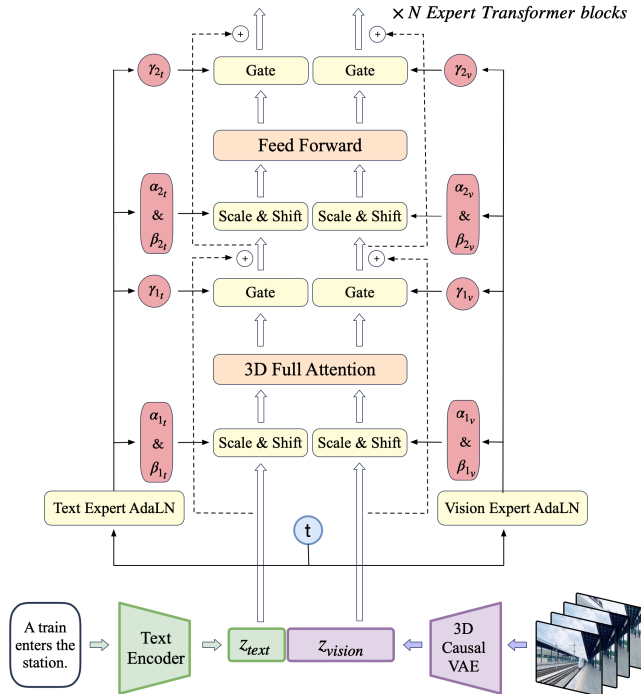 × N Expert Transformer blocks
+ +
γ2t Gate Gate γ2v
Feed Forward
α2t & β2t Scale & Shift Scale & Shift α2v & β2v
+ +
γ1t Gate Gate γ1v
3D Full Attention
α1t & β1t Scale & Shift Scale & Shift α1v & β1v
Text Expert AdaLN Vision Expert AdaLN
t
A train
enters the
station.
Text
Encoder
ztext zvision
3D
Causal
VAE